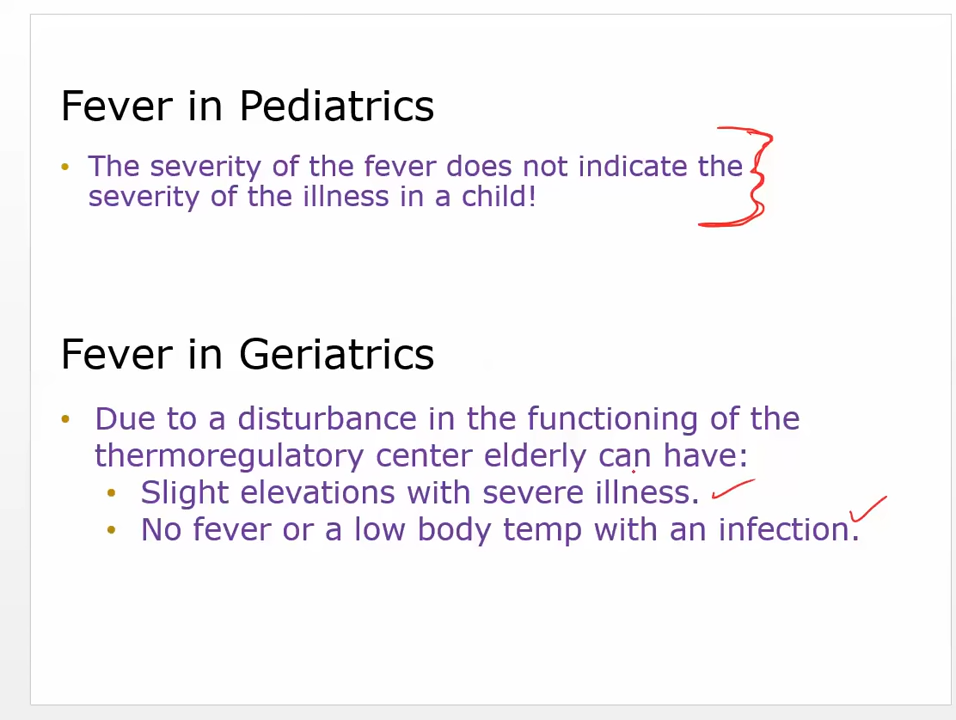 Fever in Pediatrics
• The severity of the fever does not indicate the
severity of the illness in a child!
Fever in Geriatrics
• Due to a disturbance in the functioning of the
thermoregulatory center elderly can have:
• Slight elevations with severe illness.
• No fever or a low body temp with an infection.